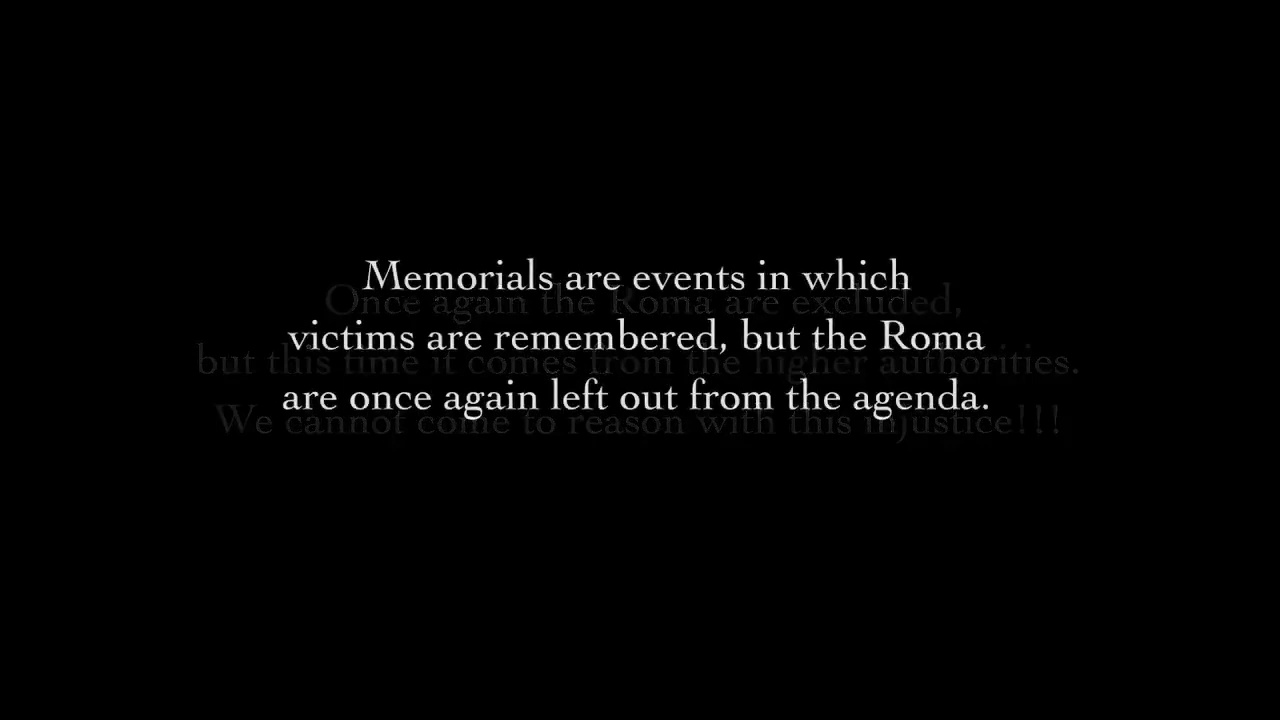 Memorials are events in which
victims are remembered, but the Roma
are once again left out from the agenda.
Once again the Roma are excluded,
but this time it comes from the higher authorities.
We cannot come to reason with this injustice!!!